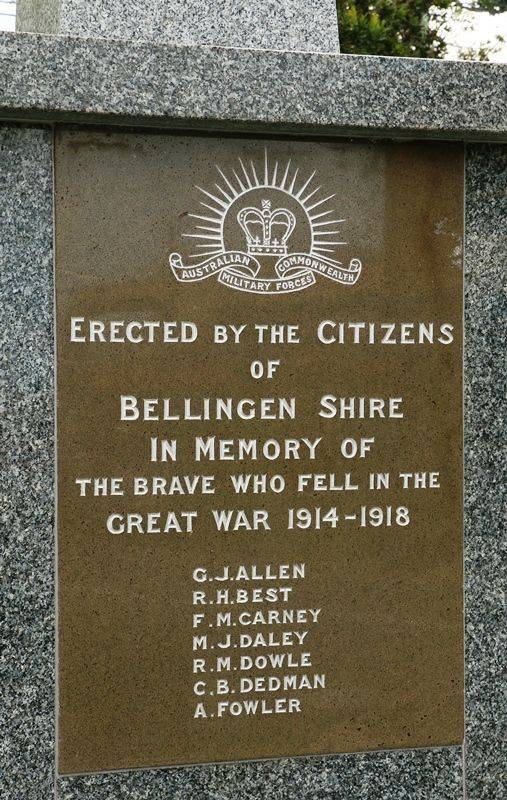 AUSTRALIAN COMMONWEALTH
MILITARY FORCES
ERECTED BY THE CITIZENS
OF
BELLINGEN SHIRE
IN MEMORY OF
THE BRAVE WHO FELL IN THE
GREAT WAR 1914-1918
G.J.ALLEN
R.H.BEST
F.M.CARNEY
M.J.DALEY
R.M.DOWLE
C.B.DEDMAN
A.FOWLER